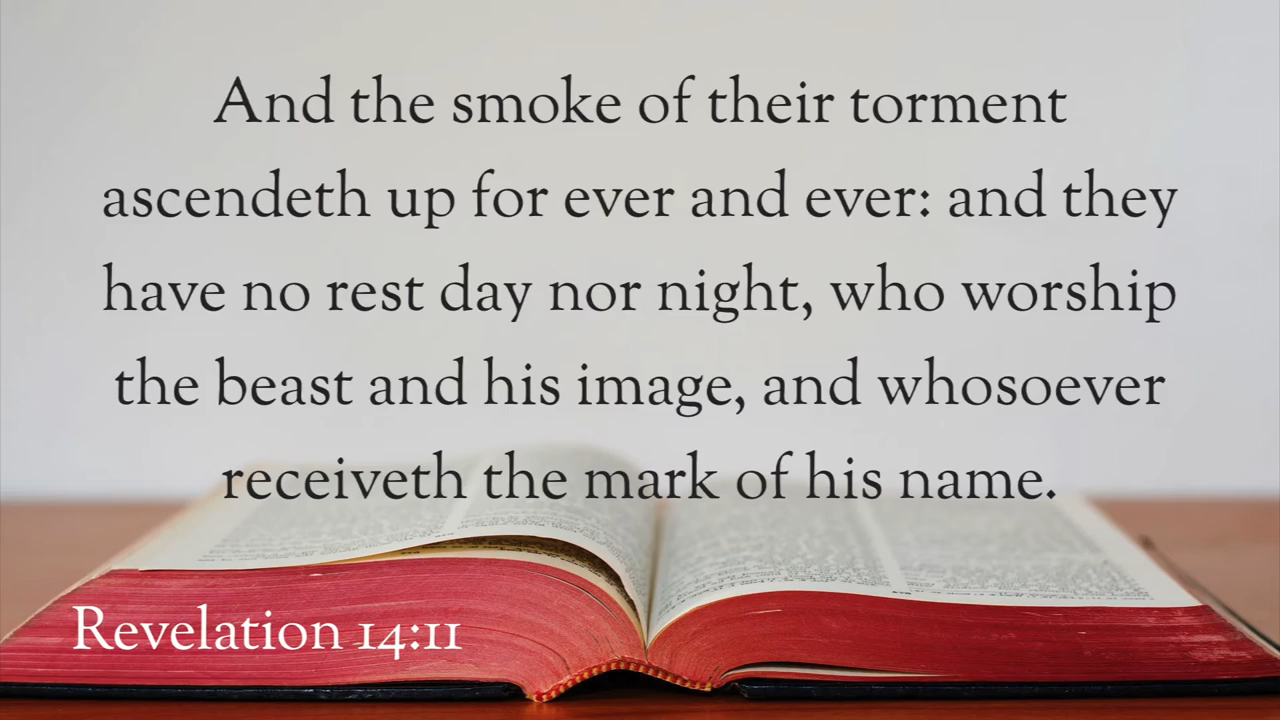 And the smoke of their torment
ascendeth up for ever and ever: and they
have no rest day nor night, who worship
the beast and his image, and whosoever
receiveth the mark of his name.
Revelation 14:11